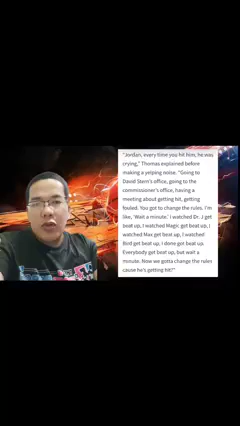 "Jordan, every time you hit him, he was
crying," Thomas explained before
making a yelping noise. "Going to
David Stern's office, going to the
commissioner's office, having a
meeting about getting hit, getting
fouled. You got to change the rules. I'm
like, 'Wait a minute.' I watched Dr. J get
beat up, I watched Magic get beat up, I
watched Max get beat up, I watched
Bird get beat up, I done got beat up.
Everybody get beat up, but wait a
minute. Now we gotta change the rules
cause he's getting hit?"